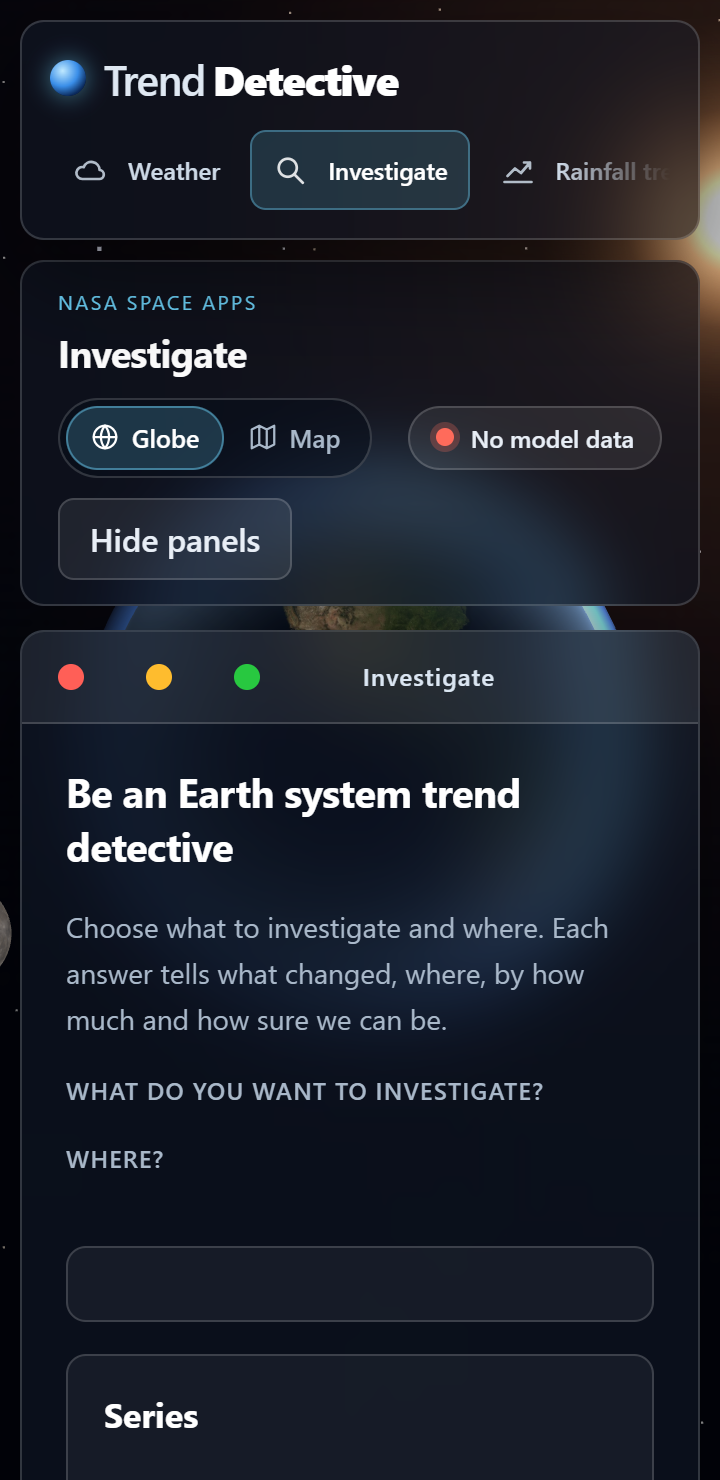 Trend Detective
Weather
Investigate
Rainfall
NASA SPACE APPS
Investigate
Globe
Map
No model data
Hide panels
Investigate
Be an Earth system trend
detective
Choose what to investigate and where. Each
answer tells what changed, where, by how
much and how sure we can be.
WHAT DO YOU WANT TO INVESTIGATE?
WHERE?
Series